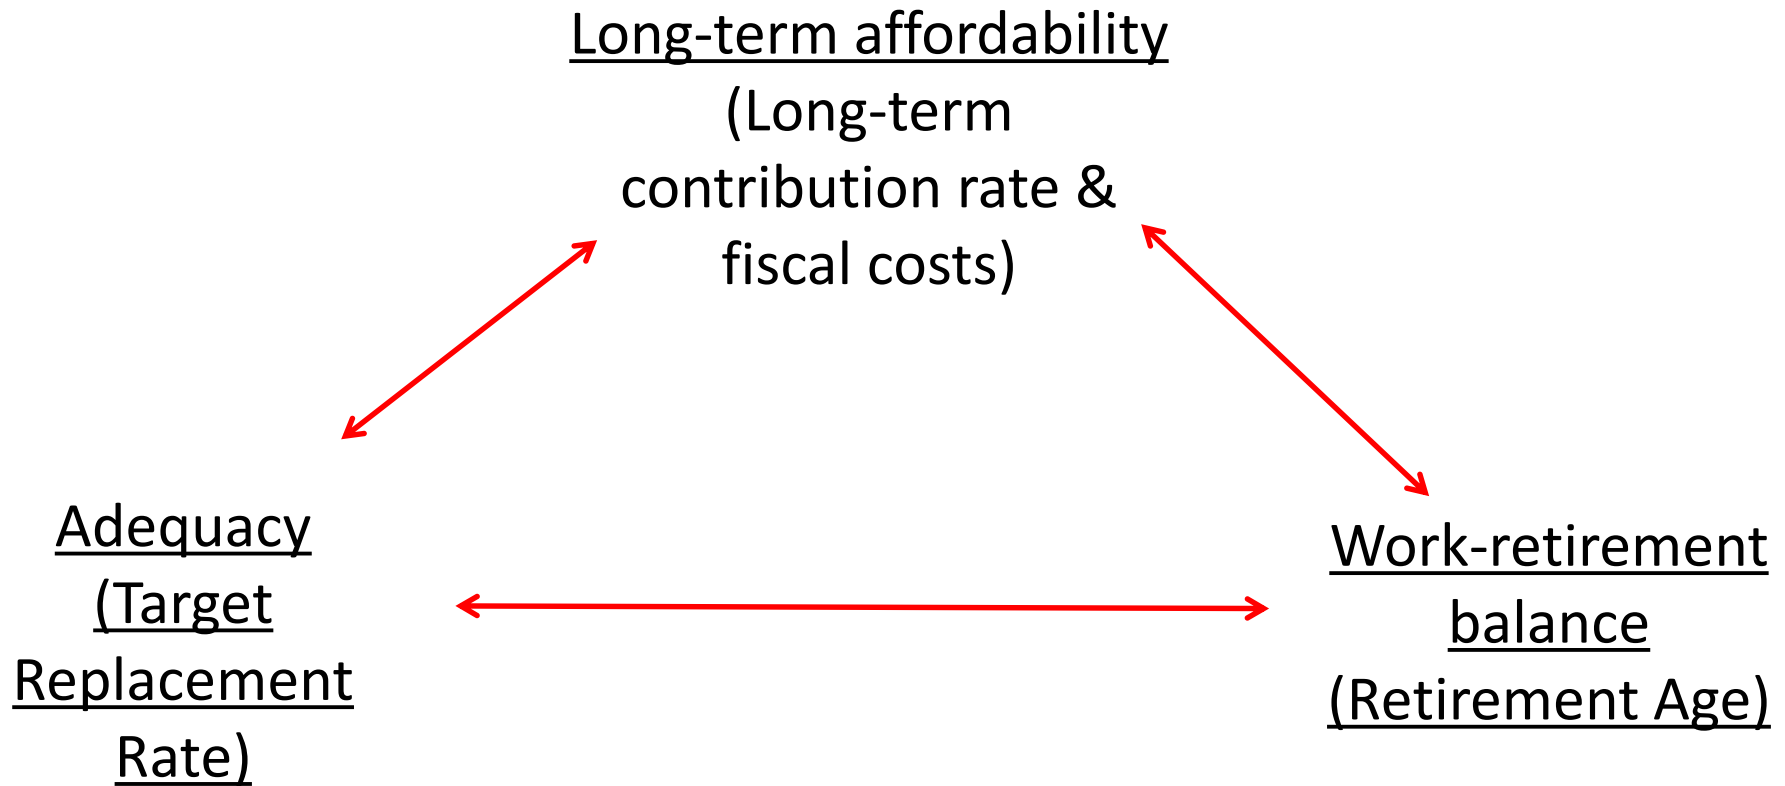 Long-term affordability
(Long-term
contribution rate &
fiscal costs)
Adequacy
(Target
Replacement
Rate)
Work-retirement
balance
(Retirement Age)